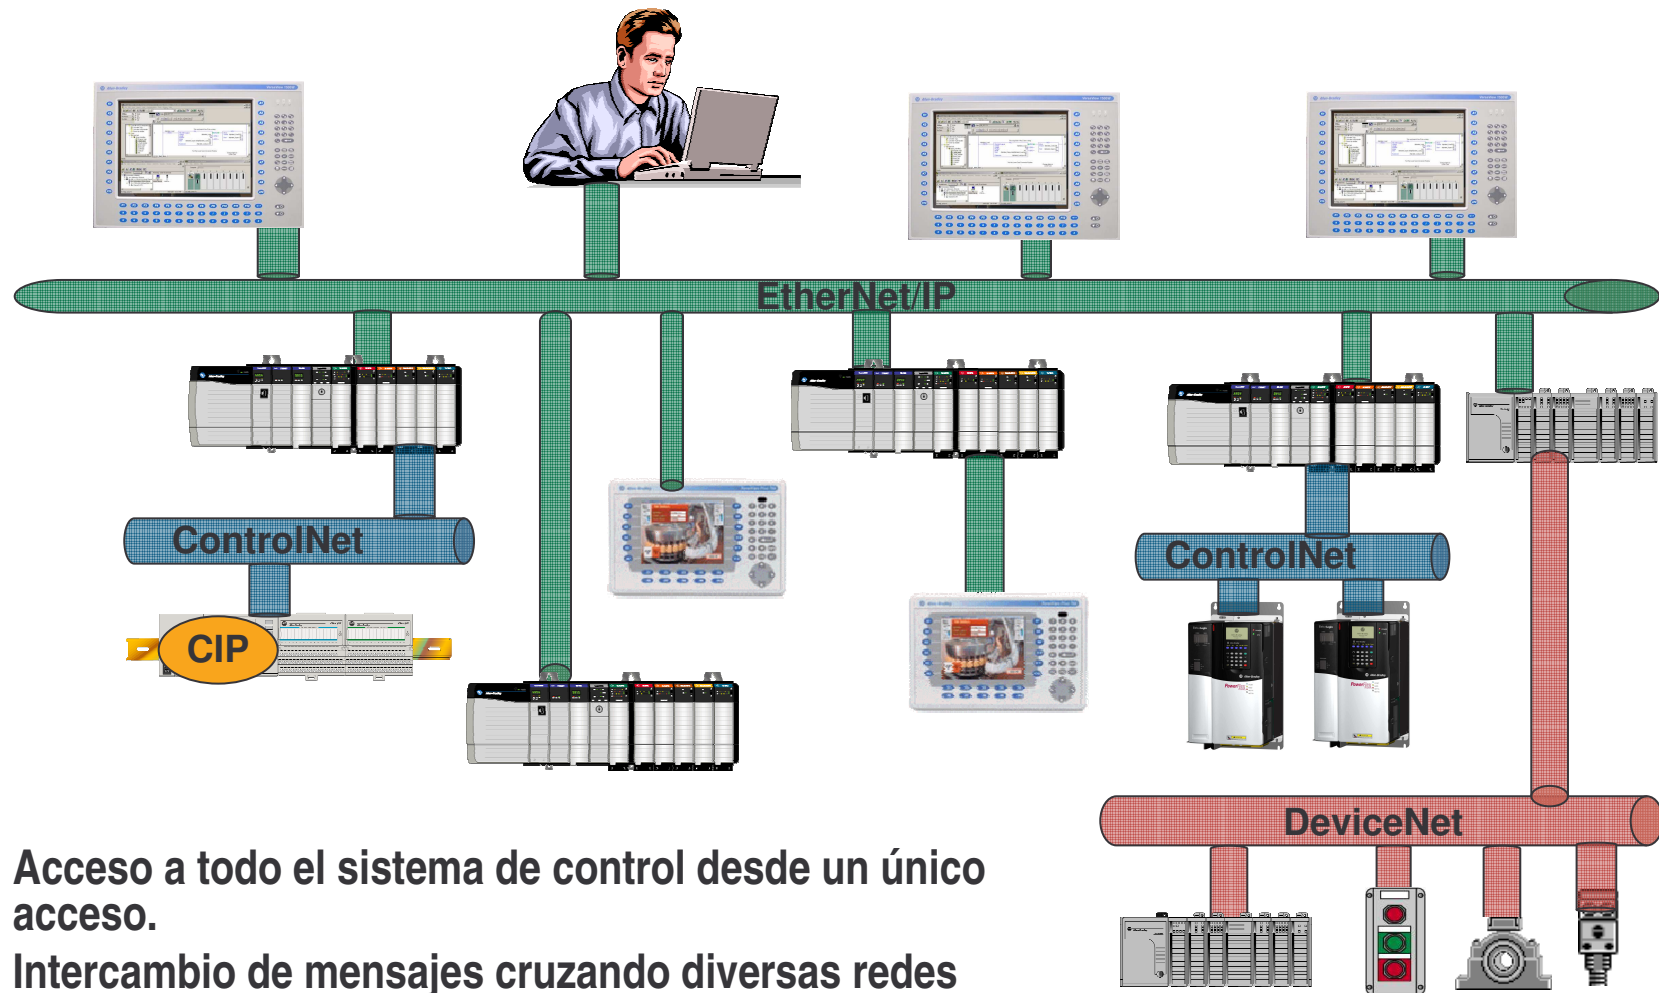 EtherNet/IP
ControlNet
ControlNet
CIP
DeviceNet
Acceso a todo el sistema de control desde un único
acceso.
Intercambio de mensajes cruzando diversas redes